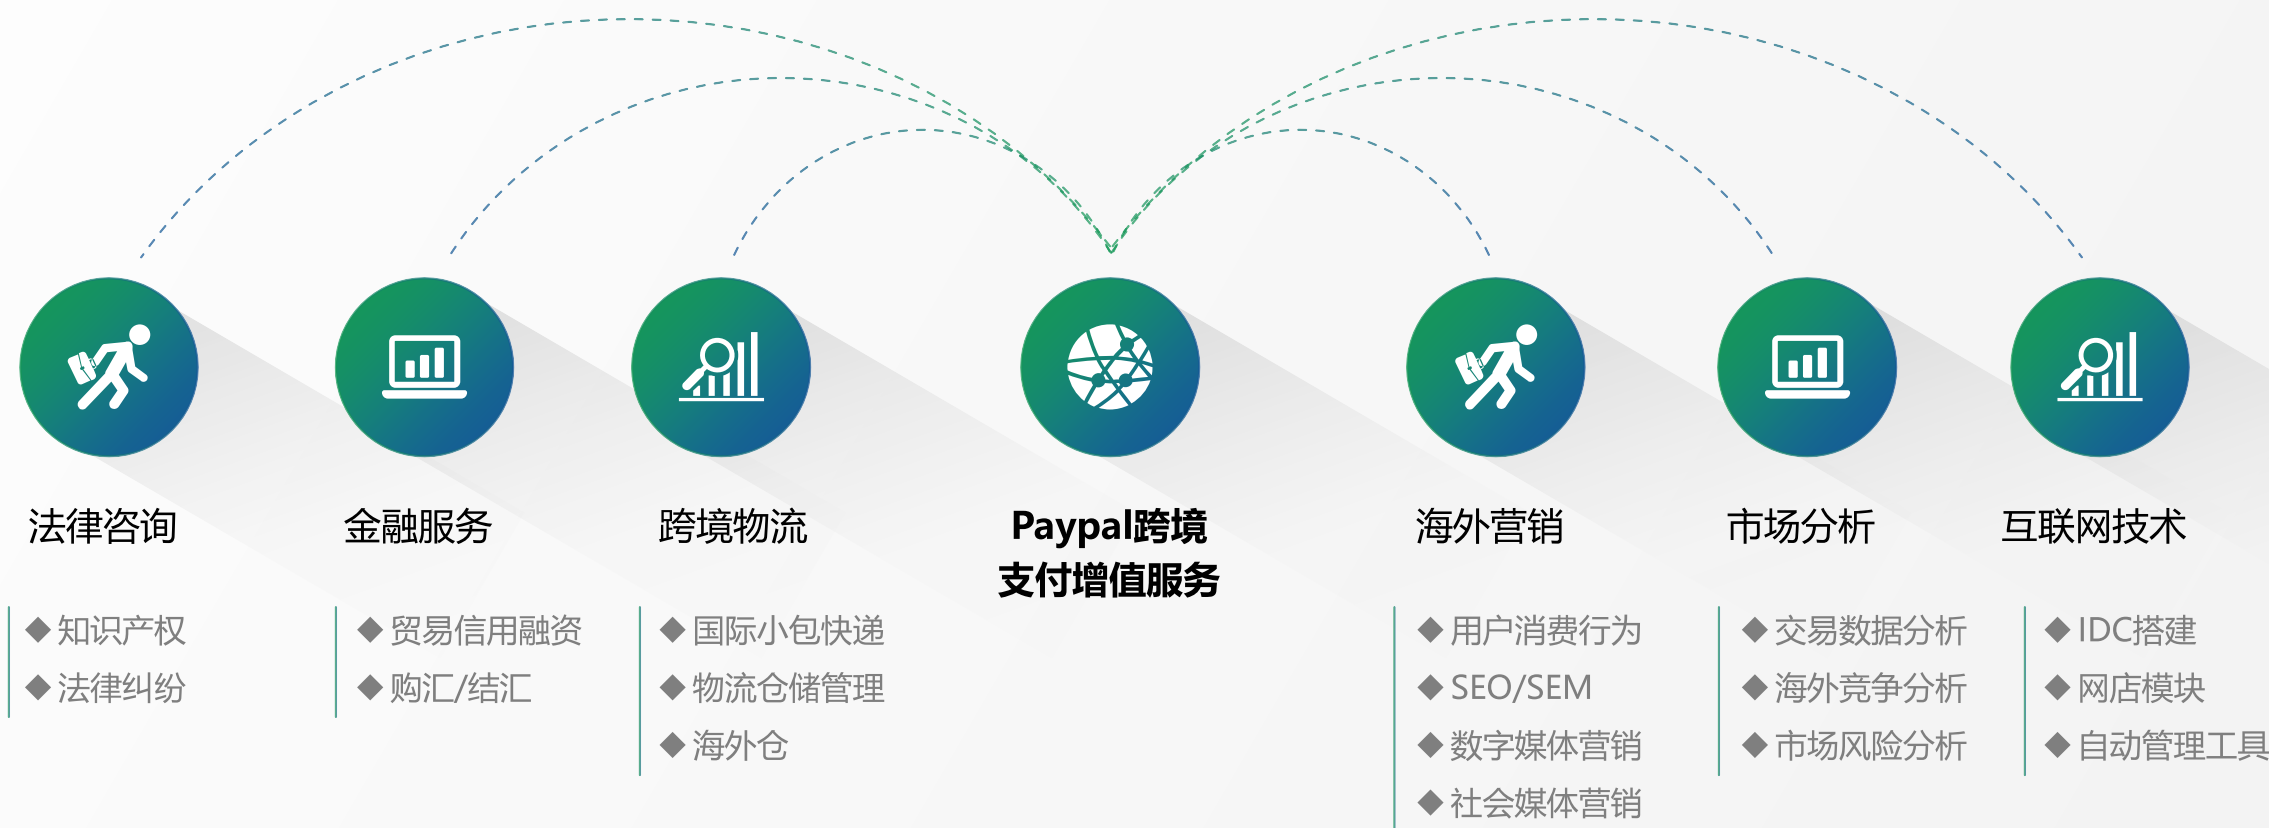 法律咨询
◆ 知识产权
◆ 法律纠纷
金融服务
◆ 贸易信用融资
◆ 购汇/结汇
跨境物流
◆ 国际小包快递
◆ 物流仓储管理
◆ 海外仓
Paypal跨境
支付增值服务
海外营销
◆ 用户消费行为
◆ SEO/SEM
◆ 数字媒体营销
◆ 社会媒体营销
市场分析
◆ 交易数据分析
◆ 海外竞争分析
◆ 市场风险分析
互联网技术
◆ IDC搭建
◆ 网店模块
◆ 自动管理工具